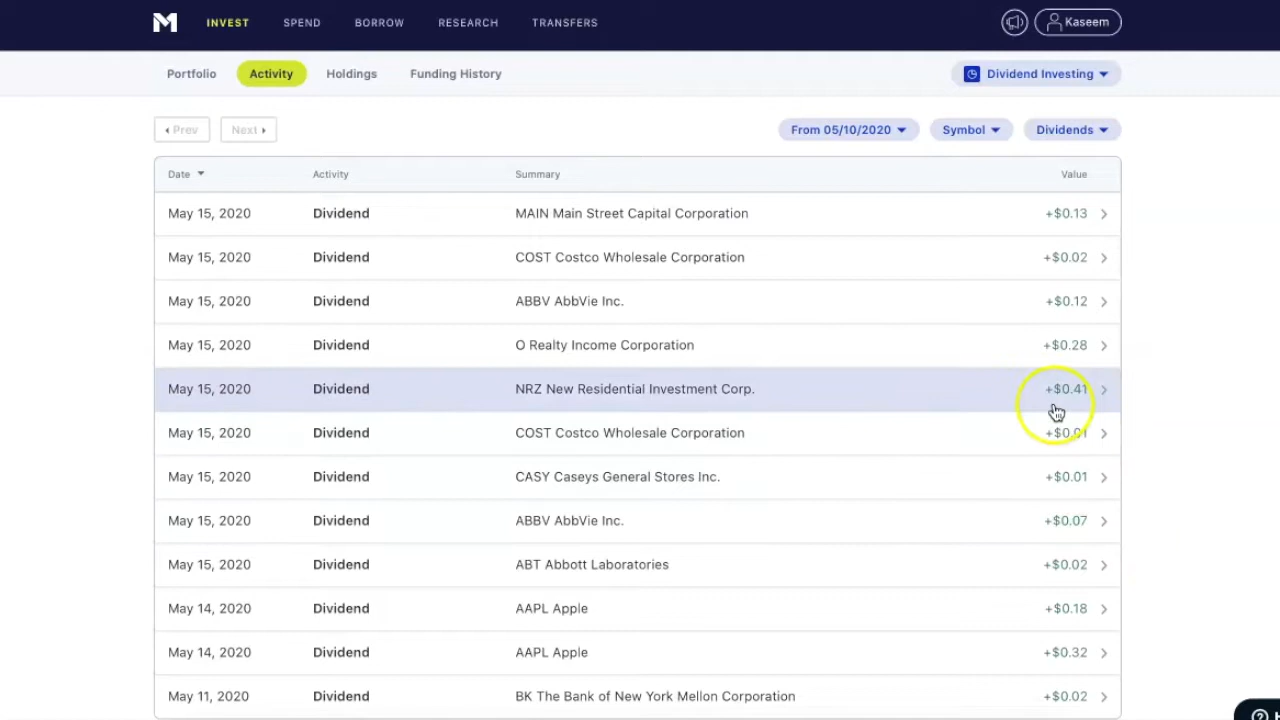 M INVEST SPEND BORROW RESEARCH TRANSFERS Kaseem
Portfolio Activity Holdings Funding History Dividend Investing
Prev Next From 05/10/2020 Symbol Dividends
Date Activity Summary Value
May 15, 2020 Dividend MAIN Main Street Capital Corporation +$0.13
May 15, 2020 Dividend COST Costco Wholesale Corporation +$0.02
May 15, 2020 Dividend ABBV AbbVie Inc. +$0.12
May 15, 2020 Dividend O Realty Income Corporation +$0.28
May 15, 2020 Dividend NRZ New Residential Investment Corp. +$0.41
May 15, 2020 Dividend COST Costco Wholesale Corporation +$0.01
May 15, 2020 Dividend CASY Caseys General Stores Inc. +$0.01
May 15, 2020 Dividend ABBV AbbVie Inc. +$0.07
May 15, 2020 Dividend ABT Abbott Laboratories +$0.02
May 14, 2020 Dividend AAPL Apple +$0.18
May 14, 2020 Dividend AAPL Apple +$0.32
May 11, 2020 Dividend BK The Bank of New York Mellon Corporation +$0.02